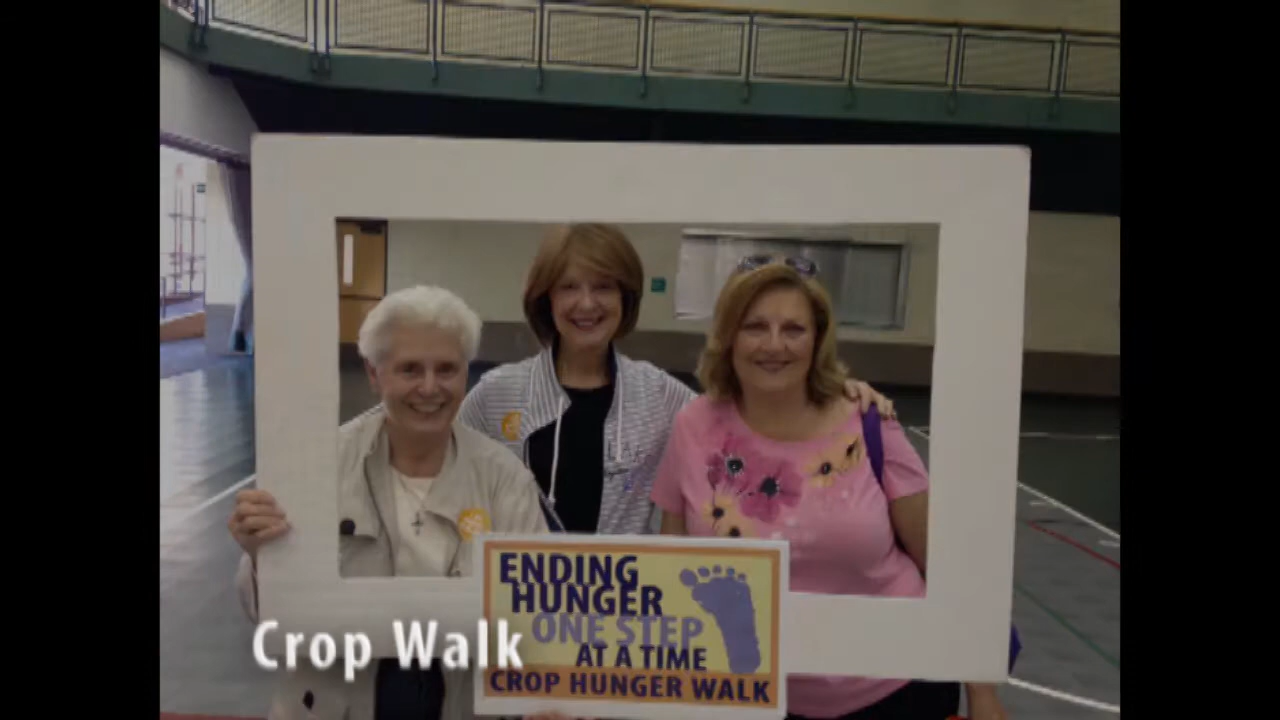 ENDING
HUNGER
ONE STEP
AT A TIME
CROP HUNGER WALK
Crop Walk